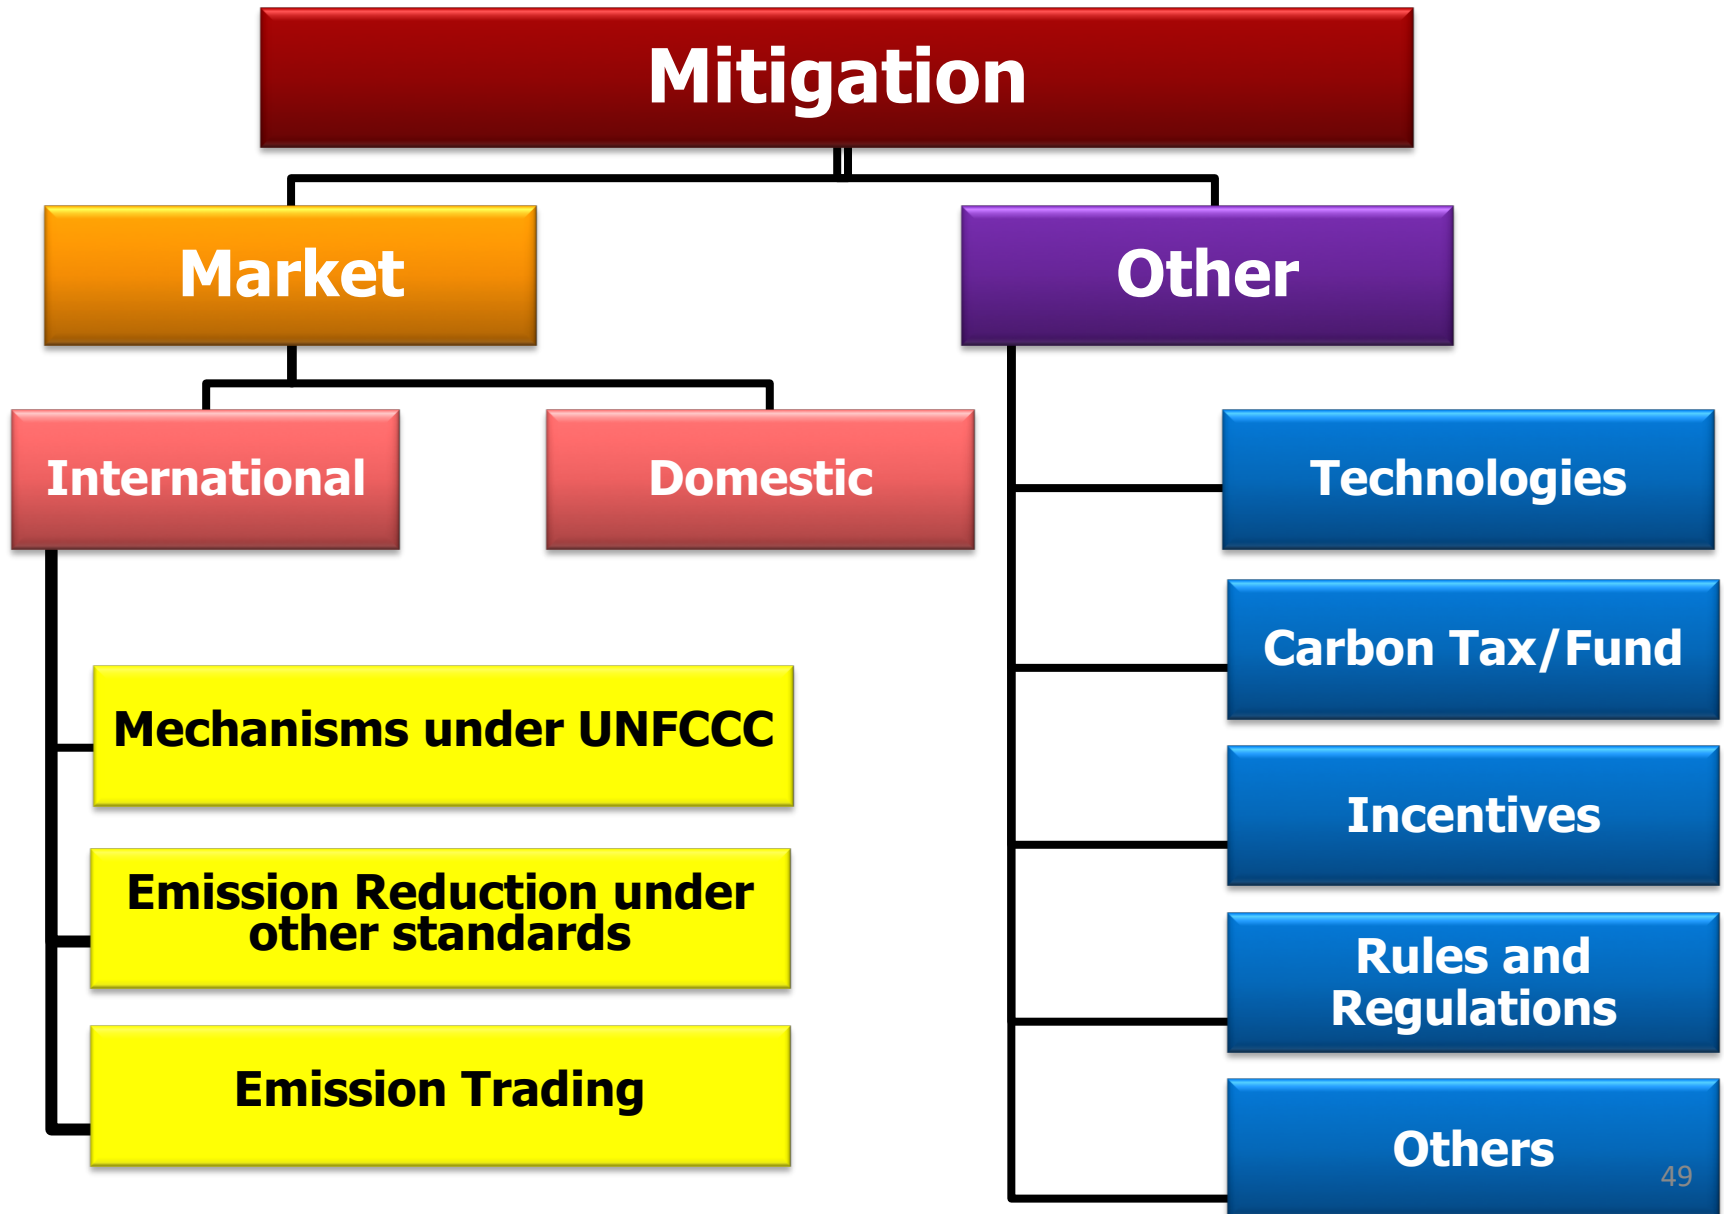 Mitigation
Market
Other
International
Domestic
Technologies
Carbon Tax/Fund
Mechanisms under UNFCCC
Incentives
Emission Reduction under
other standards
Rules and
Regulations
Emission Trading
Others
49